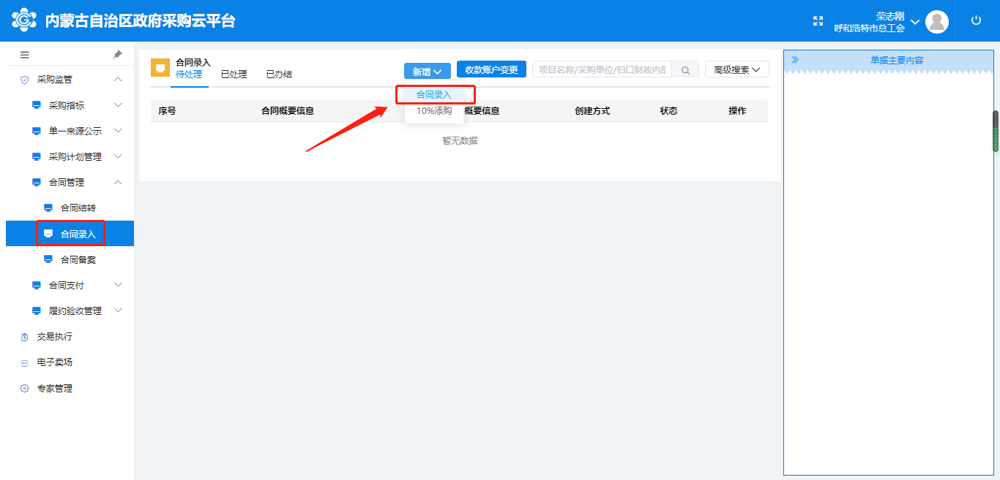 内蒙古自治区政府采购云平台
荣志刚
呼和浩特市总工会
采购监管
采购指标
单一来源公示
采购计划管理
合同管理
合同结转
合同录入
合同备案
合同支付
履约验收管理
交易执行
电子卖场
专家管理
合同录入
待处理
已处理
已办结
新增
收款账户变更
项目名称/采购单位/归口财政内部
高级搜索
合同录入
10%添购
序号
合同概要信息
概要信息
创建方式
状态
操作
暂无数据
单据主要内容